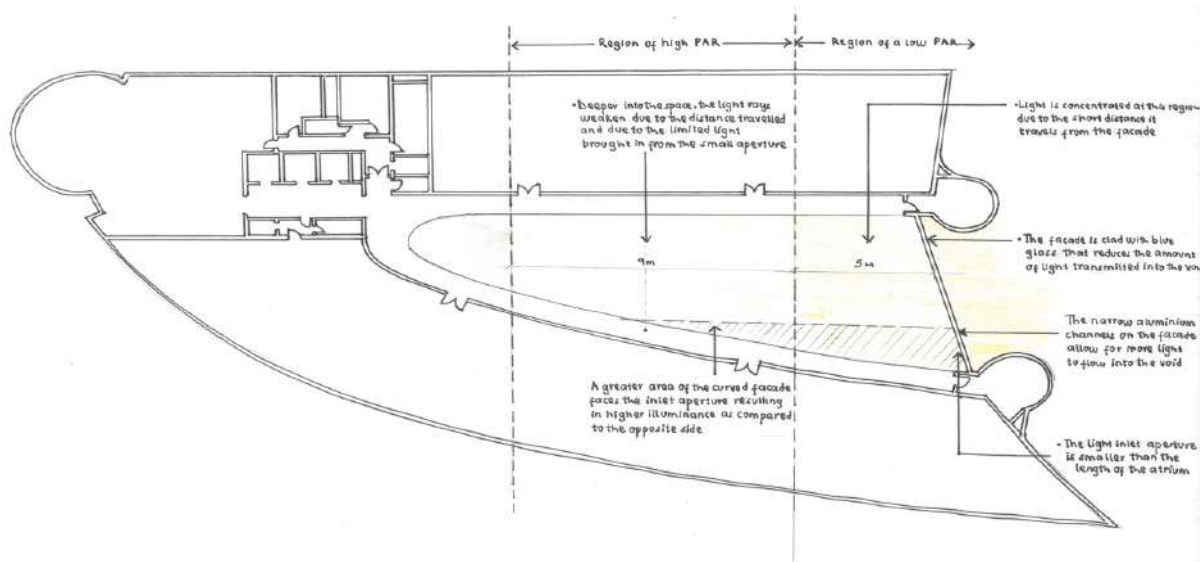 Region of high PAR
Region of a low PAR
• Deeper into the space, the light rays
weaken due to the distance travelled
and due to the limited light
brought in from the small aperture
• Light is concentrated at this region
due to the short distance it
travels from the facade
• The facade is clad with blue
glass that reduces the amount
of light transmitted into the vo
9m
5m
The narrow aluminium
channels on the facade
allow for more light
to flow into the void
A greater area of the curved facade
faces the inlet aperture resulting
in higher illuminance as compared
to the opposite side
• The light inlet aperture
is smaller than the
length of the atrium